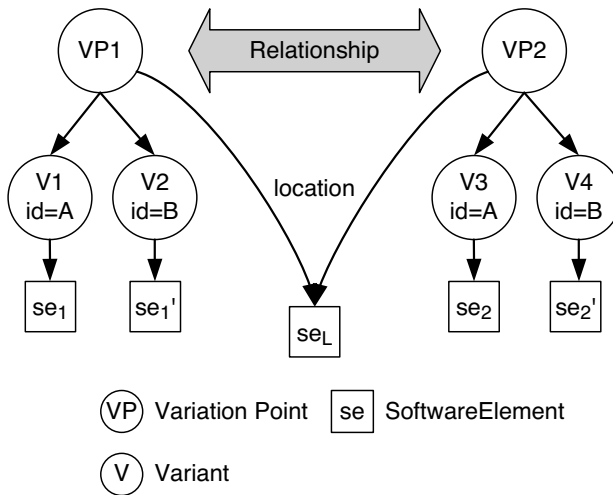 VP1
Relationship
VP2
V1
id=A
V2
id=B
location
V3
id=A
V4
id=B
se₁
se₁'
se_L
se₂
se₂'
VP Variation Point
se SoftwareElement
V Variant